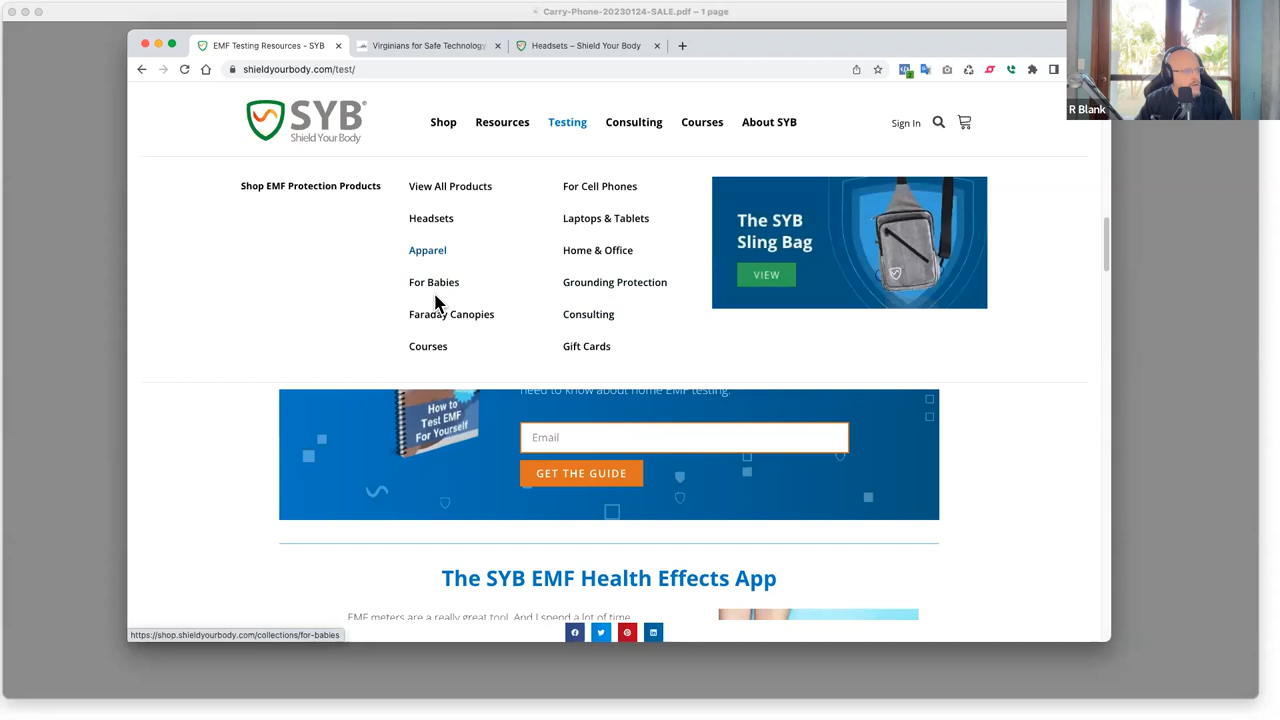 Carry-Phone-20230124-SALE.pdf – 1 page
R Blank
EMF Testing Resources - SYB
Virginians for Safe Technology
Headsets – Shield Your Body
shieldyourbody.com/test/
SYB
Shield Your Body
Shop Resources Testing Consulting Courses About SYB
Sign In
Shop EMF Protection Products
View All Products
Headsets
Apparel
For Babies
Faraday Canopies
Courses
For Cell Phones
Laptops & Tablets
Home & Office
Grounding Protection
Consulting
Gift Cards
The SYB
Sling Bag
VIEW
need to know about home EMF testing.
How to
Test EMF
For Yourself
Email
GET THE GUIDE
The SYB EMF Health Effects App
EMF meters are a really great tool. And I spend a lot of time
https://shop.shieldyourbody.com/collections/for-babies